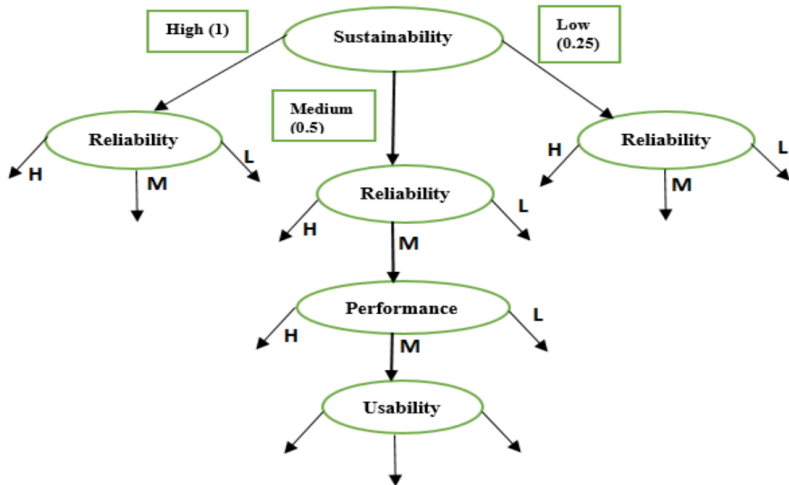 High (1)
Sustainability
Low
(0.25)
Medium
(0.5)
Reliability
H
M
L
Reliability
H
M
L
Reliability
H
M
L
Performance
H
M
L
Usability